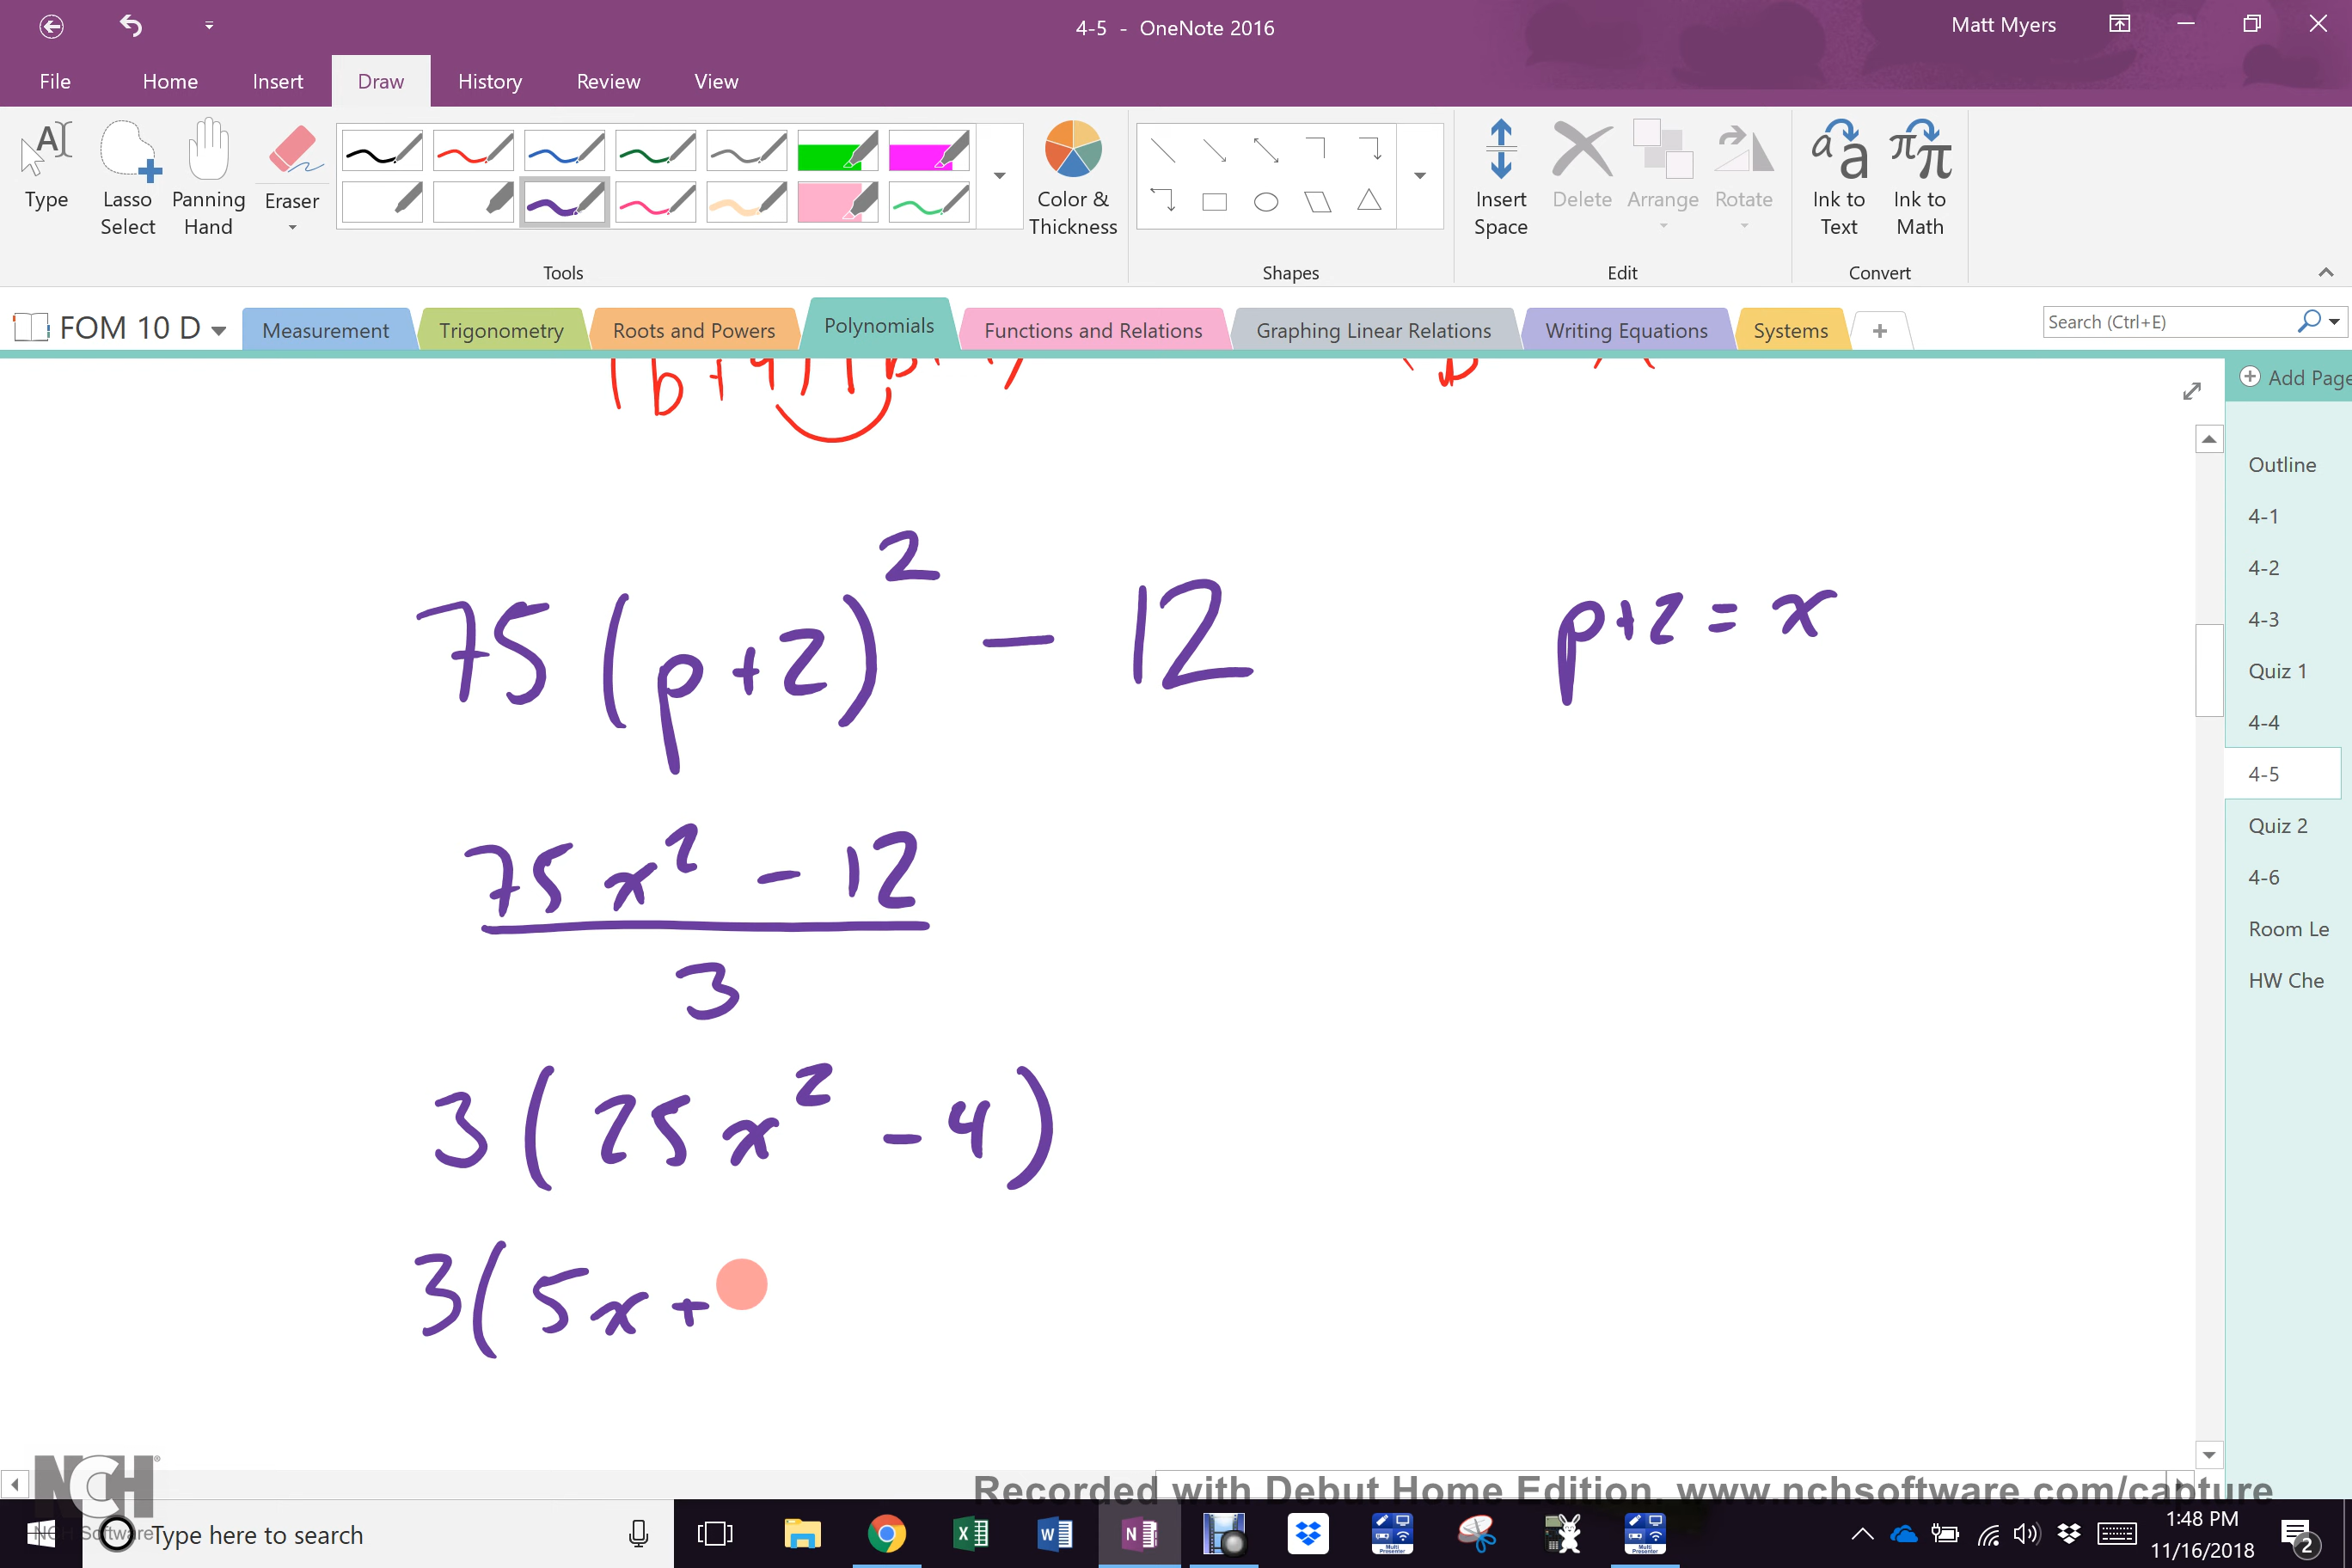 4-5 - OneNote 2016
Matt Myers
File Home Insert Draw History Review View
Type
Lasso Select
Panning Hand
Eraser
Color & Thickness
Insert Space
Delete
Arrange
Rotate
Ink to Text
Ink to Math
Tools
Shapes
Edit
Convert
FOM 10 D
Measurement
Trigonometry
Roots and Powers
Polynomials
Functions and Relations
Graphing Linear Relations
Writing Equations
Systems
Search (Ctrl+E)
Add Page
Outline
4-1
4-2
4-3
Quiz 1
4-4
4-5
Quiz 2
4-6
Room Le
HW Che
75(p+2)² - 12
p+2 = x
75x² - 12
3
3(25x² - 4)
3(5x+
NCH®
NCH Software
Recorded with Debut Home Edition. www.nchsoftware.com/capture
Type here to search
1:48 PM
11/16/2018
2